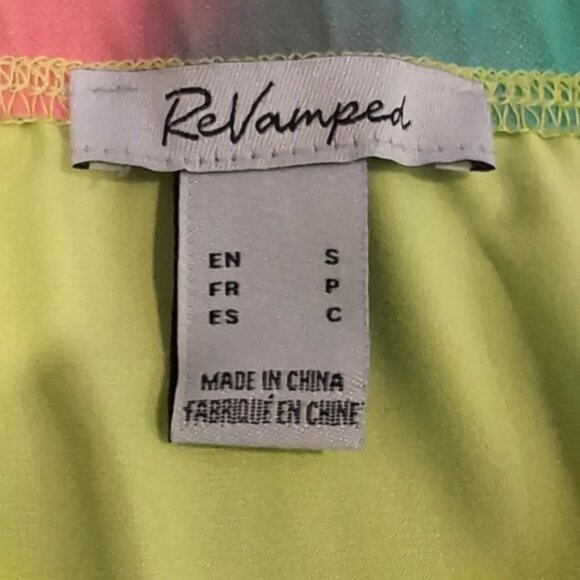 ReVamped
EN S
FR P
ES C
MADE IN CHINA
FABRIQUÉ EN CHINE